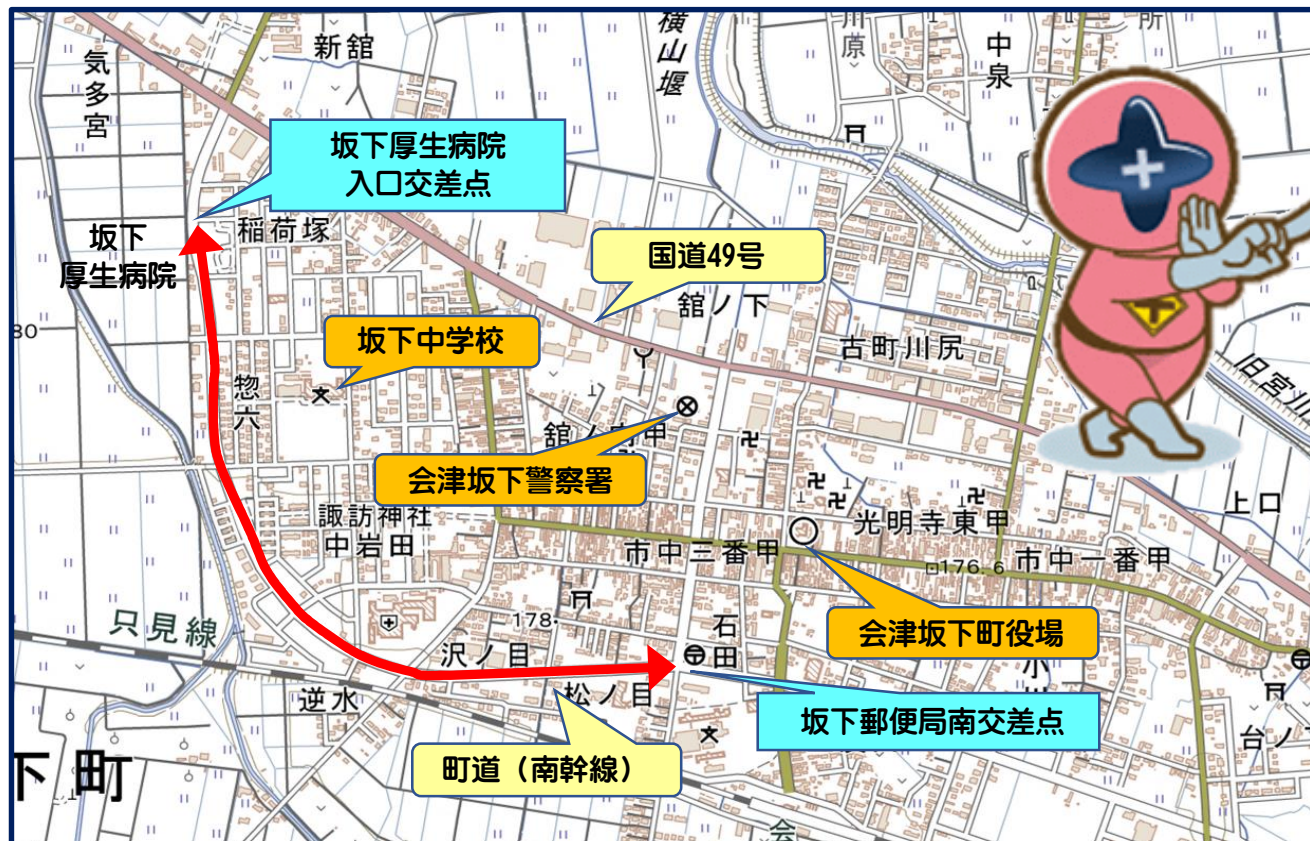 新舘
気多宮
横山堰
川原
中泉
所
坂下厚生病院
入口交差点
稲荷塚
坂下
厚生病院
国道49号
舘ノ下
古町川尻
旧宮川
80
坂下中学校
惣六
会津坂下警察署
上口
諏訪神社
中岩田
市中三番甲
光明寺東甲
176.6
市中一番甲
只見線
178
石田
会津坂下町役場
沢ノ目
逆水
松ノ目
坂下郵便局南交差点
町道（南幹線）
下町
会